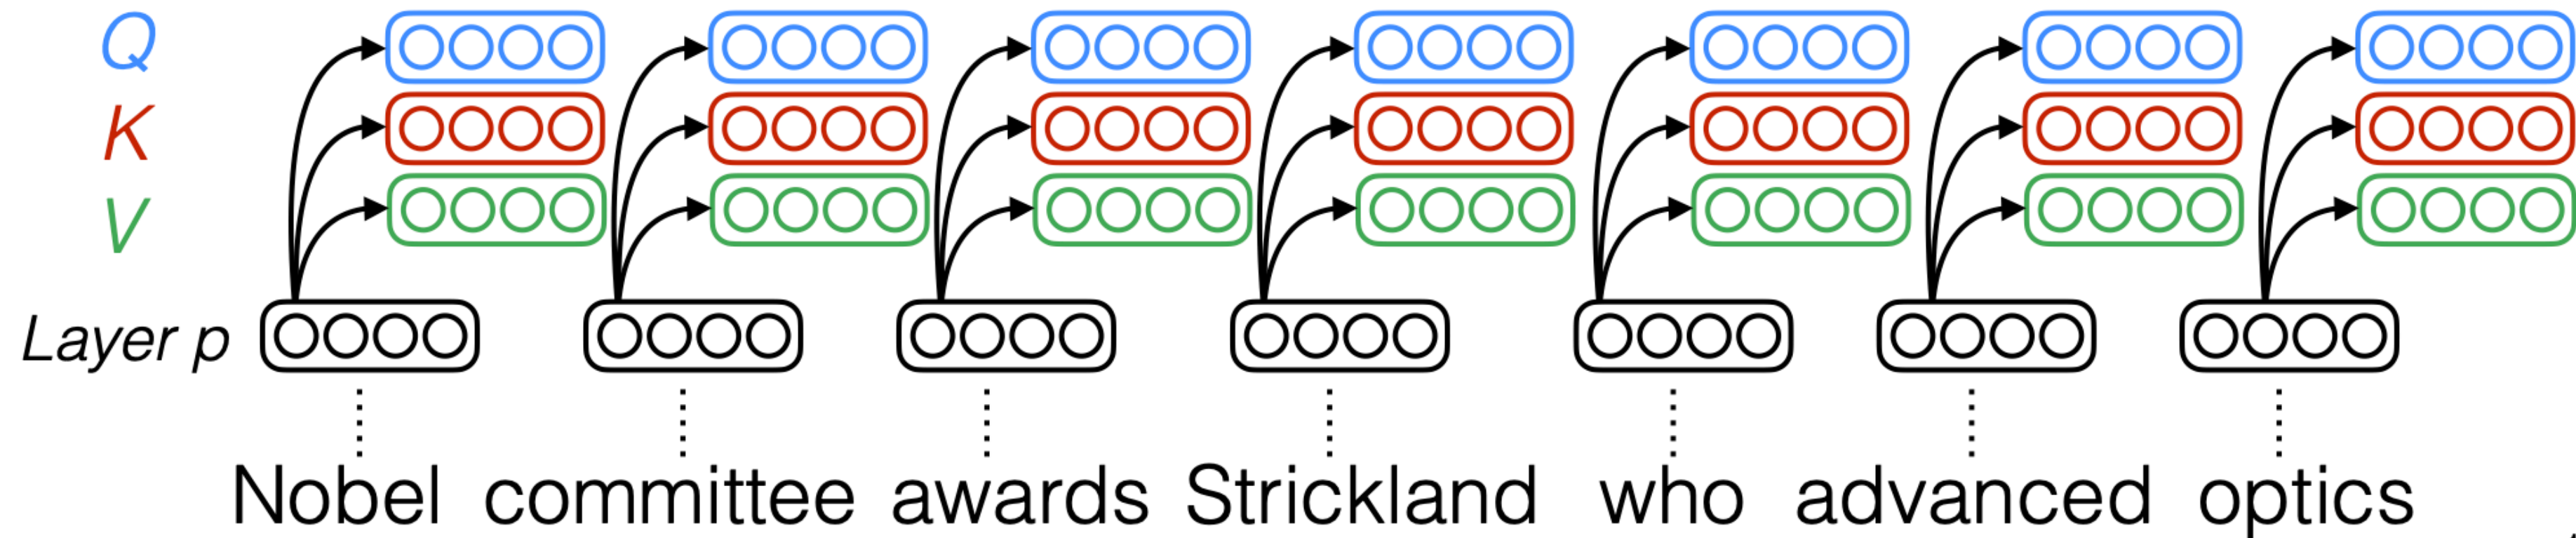 Q
K
V
Layer p
Nobel committee awards Strickland who advanced optics